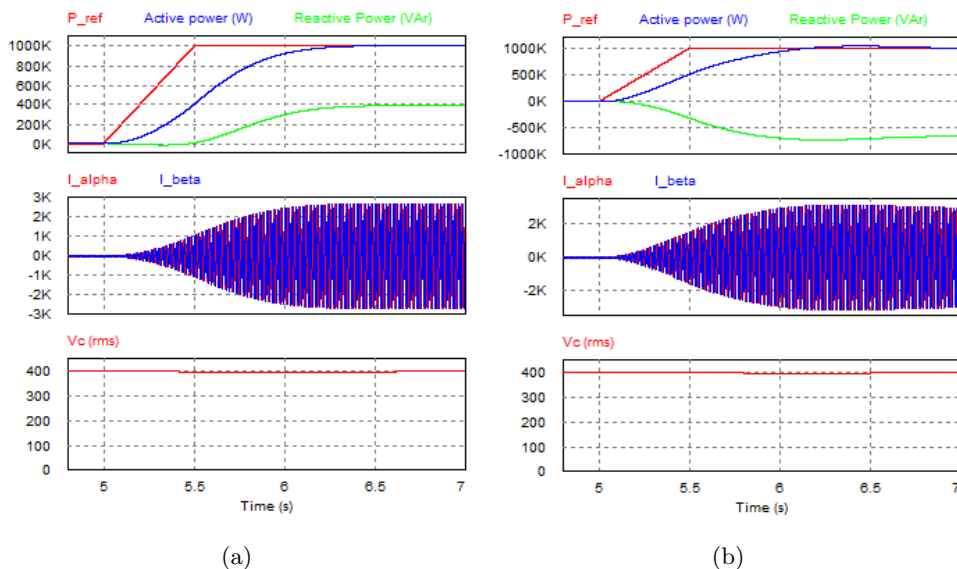 P_ref Active power (W) Reactive Power (VAr)
1000K
800K
600K
400K
200K
0K
I_alpha I_beta
3K
2K
1K
0K
-1K
-2K
-3K
Vc (rms)
400
300
200
100
0
5 5.5 6 6.5 7
Time (s)
(a)
P_ref Active power (W) Reactive Power (VAr)
1000K
500K
0K
-500K
-1000K
I_alpha I_beta
2K
0K
-2K
Vc (rms)
400
300
200
100
0
5 5.5 6 6.5 7
Time (s)
(b)